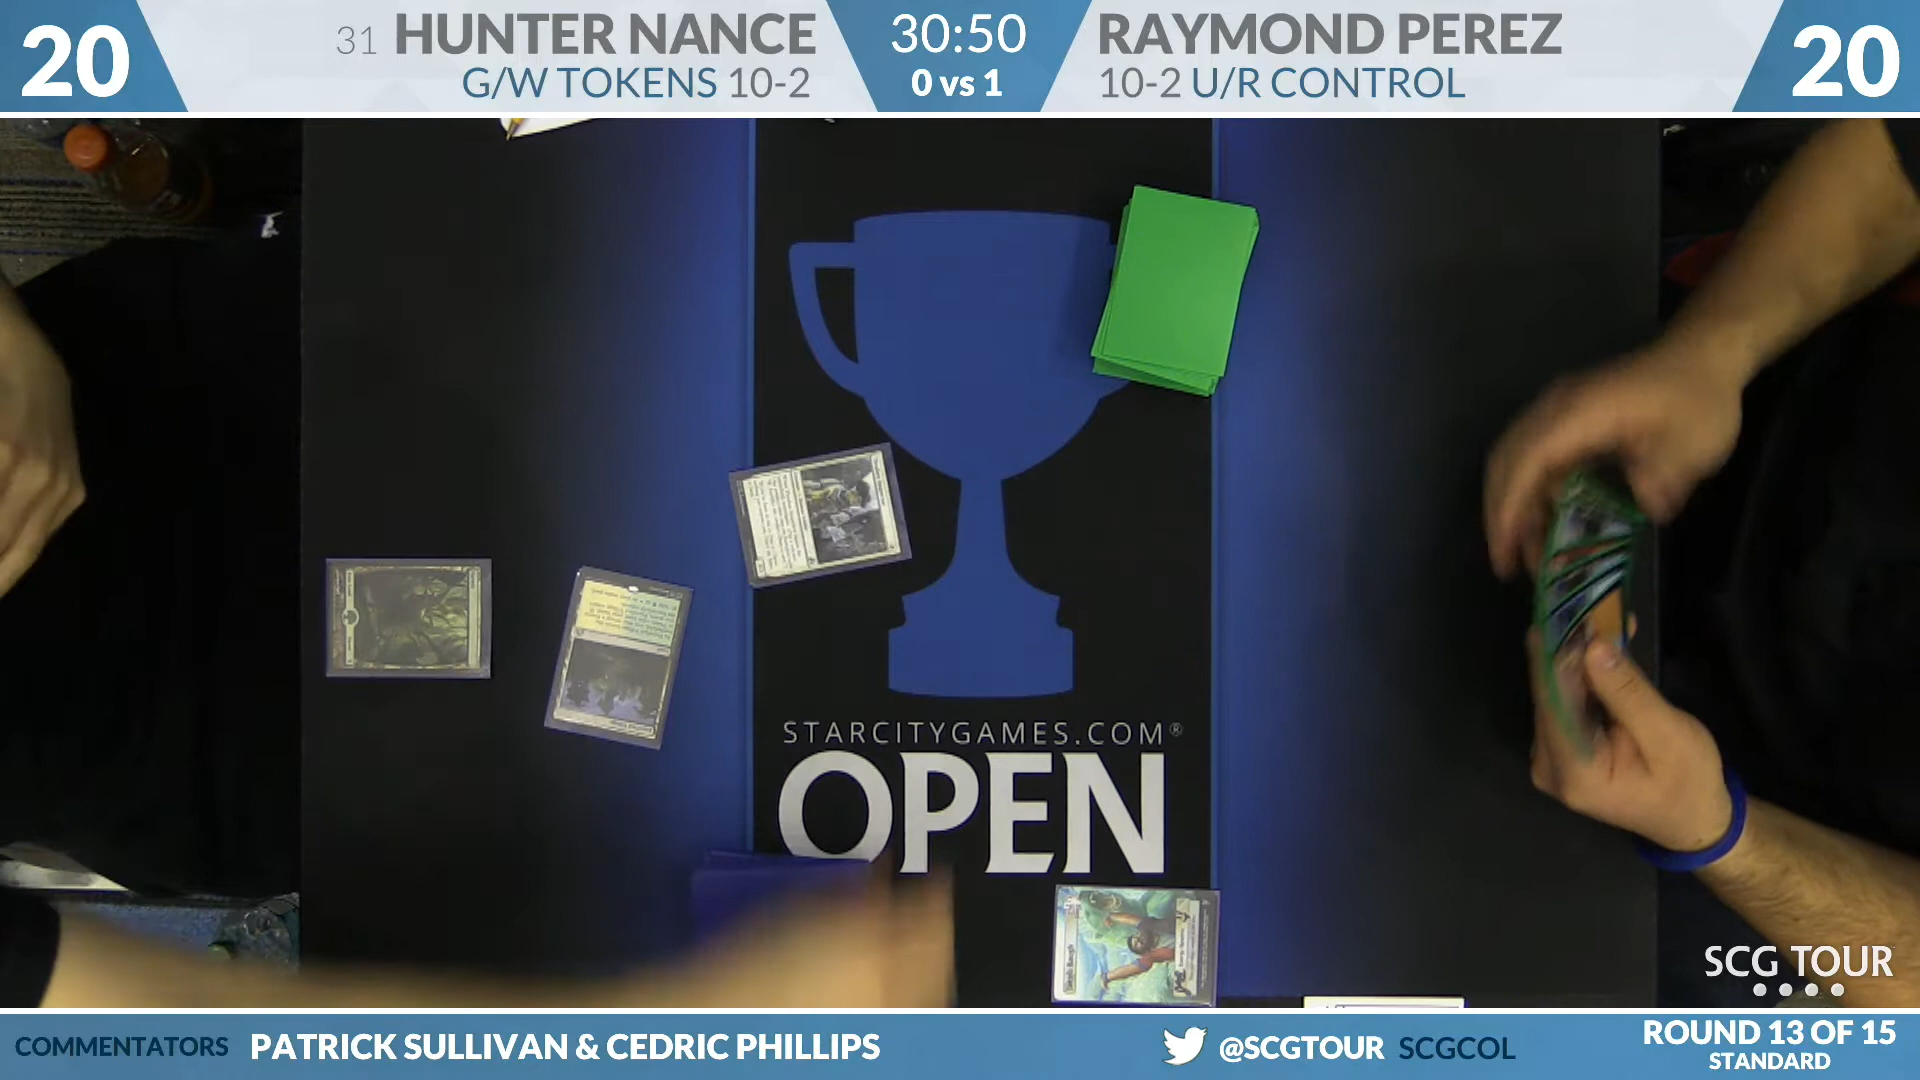 20
31 HUNTER NANCE
G/W TOKENS 10-2
30:50
0 vs 1
RAYMOND PEREZ
10-2 U/R CONTROL
20
STARCITYGAMES.COM®
OPEN
SCG TOUR
COMMENTATORS PATRICK SULLIVAN & CEDRIC PHILLIPS
@SCGTOUR SCGCOL
ROUND 13 OF 15
STANDARD